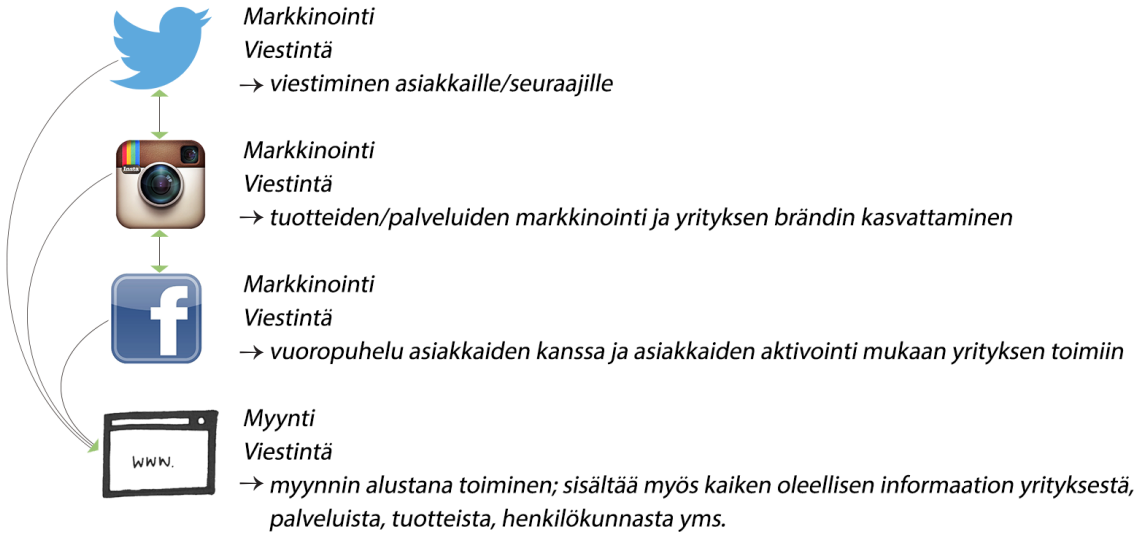 Markkinointi
Viestintä
→ viestiminen asiakkaille/seuraajille
Insta
Markkinointi
Viestintä
→ tuotteiden/palveluiden markkinointi ja yrityksen brändin kasvattaminen
f
Markkinointi
Viestintä
→ vuoropuhelu asiakkaiden kanssa ja asiakkaiden aktivointi mukaan yrityksen toimiin
www.
Myynti
Viestintä
→ myynnin alustana toiminen; sisältää myös kaiken oleellisen informaation yrityksestä,
palveluista, tuotteista, henkilökunnasta yms.